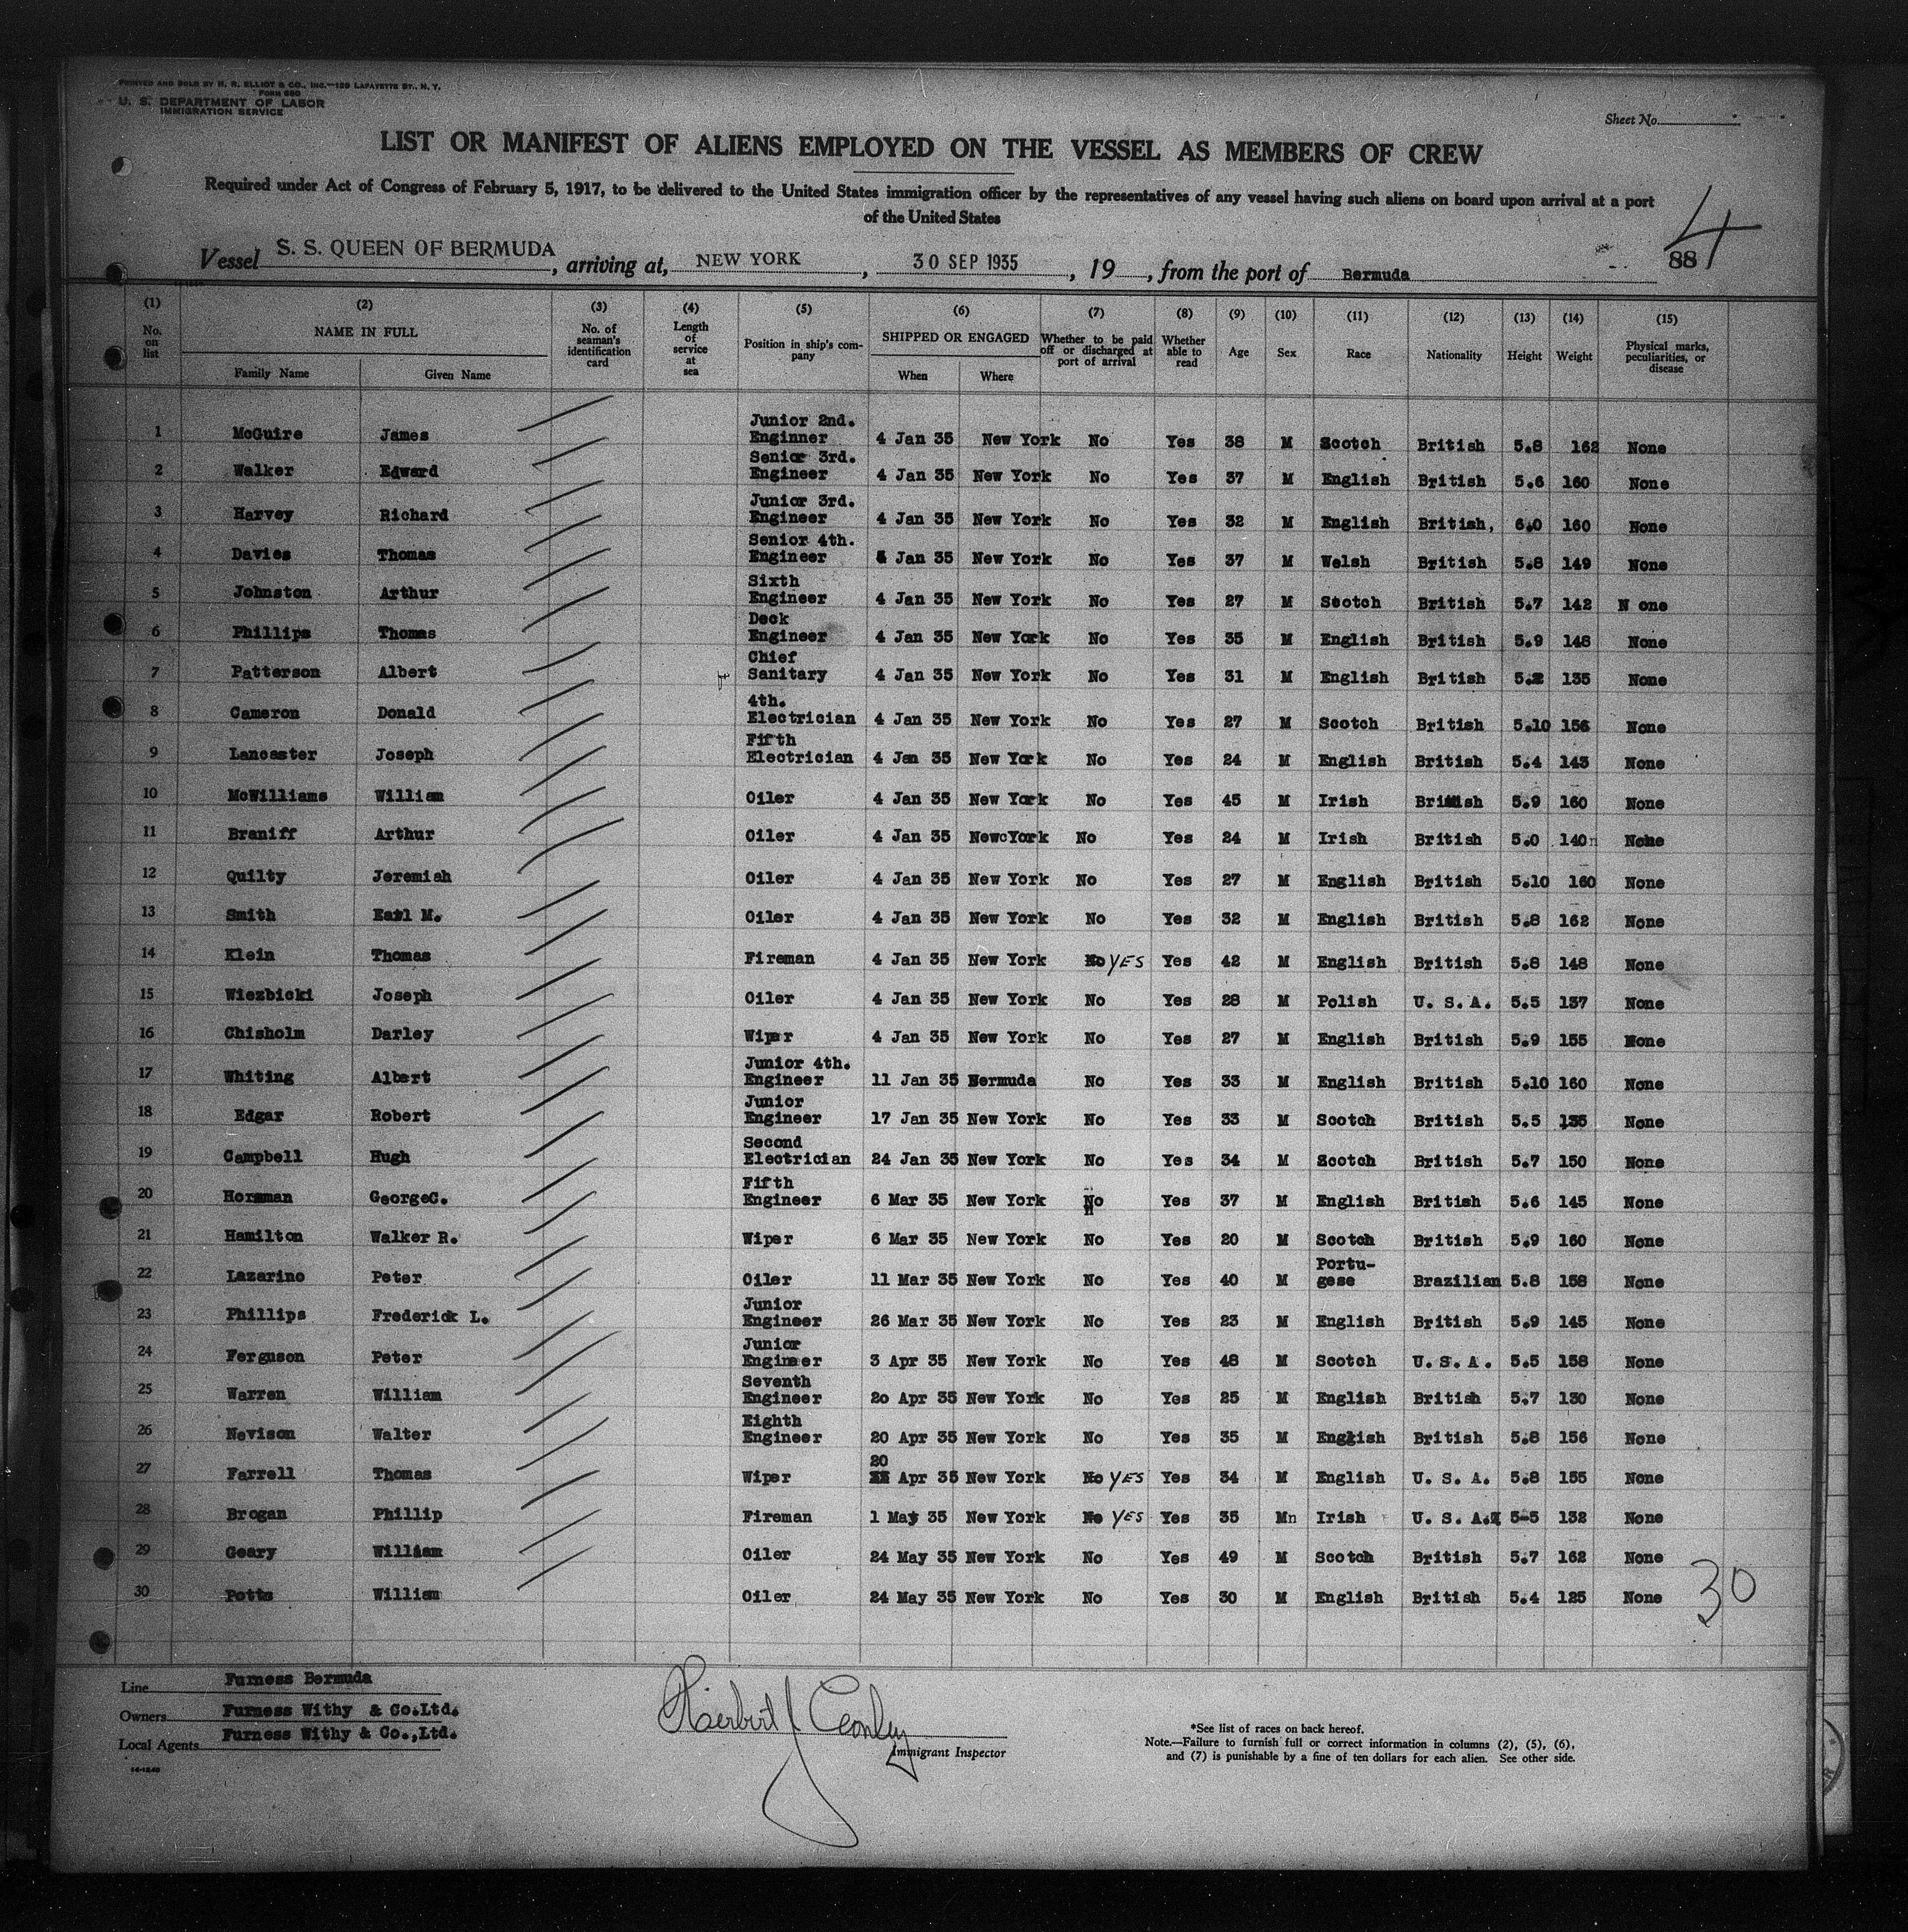 PRINTED AND SOLD BY H. R. ELLIOT & CO., INC.—129 LAFAYETTE ST., N. Y.
FORM 680
U. S. DEPARTMENT OF LABOR
IMMIGRATION SERVICE
Sheet No.
LIST OR MANIFEST OF ALIENS EMPLOYED ON THE VESSEL AS MEMBERS OF CREW
Required under Act of Congress of February 5, 1917, to be delivered to the United States immigration officer by the representatives of any vessel having such aliens on board upon arrival at a port
of the United States
4
88
Vessel S. S. QUEEN OF BERMUDA, arriving at, NEW YORK, 30 SEP 1935, 19, from the port of Bermuda
(1) No. on list (2) NAME IN FULL Family Name Given Name (3) No. of seaman's identification card (4) Length of service at sea (5) Position in ship's company (6) SHIPPED OR ENGAGED When Where (7) Whether to be paid off or discharged at port of arrival (8) Whether able to read (9) Age (10) Sex (11) Race (12) Nationality (13) Height (14) Weight (15) Physical marks, peculiarities, or disease
1 McGuire James Junior 2nd. Enginner 4 Jan 35 New York No Yes 38 M Scotch British 5.8 162 None
2 Walker Edward Senior 3rd. Engineer 4 Jan 35 New York No Yes 37 M English British 5.6 160 None
3 Harvey Richard Junior 3rd. Engineer 4 Jan 35 New York No Yes 32 M English British, 6.0 160 None
4 Davies Thomas Senior 4th. Engineer 4 Jan 35 New York No Yes 37 M Welsh British 5.8 149 None
5 Johnston Arthur Sixth Engineer 4 Jan 35 New York No Yes 27 M Scotch British 5.7 142 N one
6 Phillips Thomas Deck Engineer 4 Jan 35 New York No Yes 35 M English British 5.9 148 None
7 Patterson Albert Chief Sanitary 4 Jan 35 New York No Yes 31 M English British 5.2 135 None
8 Cameron Donald 4th. Electrician 4 Jan 35 New York No Yes 27 M Scotch British 5.10 156 None
9 Lancaster Joseph Fifth Electrician 4 Jan 35 New York No Yes 24 M English British 5.4 143 None
10 McWilliams William Oiler 4 Jan 35 New York No Yes 45 M Irish British 5.9 160 None
11 Braniff Arthur Oiler 4 Jan 35 NewcYork No Yes 24 M Irish British 5.0 140n None
12 Quilty Jeremiah Oiler 4 Jan 35 New York No Yes 27 M English British 5.10 160 None
13 Smith Earl M. Oiler 4 Jan 35 New York No Yes 32 M English British 5.8 162 None
14 Klein Thomas Fireman 4 Jan 35 New York No YES Yes 42 M English British 5.8 148 None
15 Wiezbicki Joseph Oiler 4 Jan 35 New York No Yes 28 M Polish U. S. A. 5.5 137 None
16 Chisholm Darley Wiper 4 Jan 35 New York No Yes 27 M English British 5.9 155 None
17 Whiting Albert Junior 4th. Engineer 11 Jan 35 Bermuda No Yes 33 M English British 5.10 160 None
18 Edgar Robert Junior Engineer 17 Jan 35 New York No Yes 33 M Scotch British 5.5 135 None
19 Campbell Hugh Second Electrician 24 Jan 35 New York No Yes 34 M Scotch British 5.7 150 None
20 Horsman GeorgeC. Fifth Engineer 6 Mar 35 New York No Yes 37 M English British 5.6 145 None
21 Hamilton Walker R. Wiper 6 Mar 35 New York No Yes 20 M Scotch British 5.9 160 None
22 Lazarino Peter Oiler 11 Mar 35 New York No Yes 40 M Portu-gese Brazilian 5.8 158 None
23 Phillips Frederick L. Junior Engineer 26 Mar 35 New York No Yes 23 M English British 5.9 145 None
24 Ferguson Peter Junior Engineer 3 Apr 35 New York No Yes 48 M Scotch U. S. A. 5.5 158 None
25 Warren William Seventh Engineer 20 Apr 35 New York No Yes 25 M English British 5.7 130 None
26 Nevison Walter Eighth Engineer 20 Apr 35 New York No Yes 35 M English British 5.8 156 None
27 Farrell Thomas Wiper 20 Apr 35 New York No YES Yes 34 M English U. S. A. 5.8 155 None
28 Brogan Phillip Fireman 1 May 35 New York No YES Yes 35 Mn Irish U. S. A. 5-5 132 None
29 Geary William Oiler 24 May 35 New York No Yes 49 M Scotch British 5.7 162 None
30 Potts William Oiler 24 May 35 New York No Yes 30 M English British 5.4 125 None
30
Line Furness Bermuda
Owners Furness Withy & Co.Ltd.
Local Agents Furness Withy & Co.,Ltd.
Immigrant Inspector
*See list of races on back hereof.
Note.—Failure to furnish full or correct information in columns (2), (5), (6),
and (7) is punishable by a fine of ten dollars for each alien. See other side.